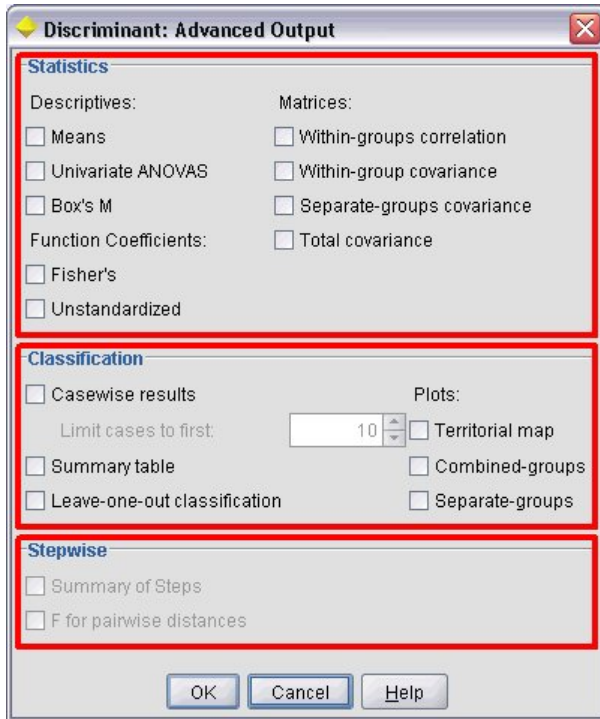 Discriminant: Advanced Output
Statistics
Descriptives:
Means
Univariate ANOVAS
Box's M
Function Coefficients:
Fisher's
Unstandardized
Matrices:
Within-groups correlation
Within-group covariance
Separate-groups covariance
Total covariance
Classification
Casewise results
Limit cases to first: 10
Summary table
Leave-one-out classification
Plots:
Territorial map
Combined-groups
Separate-groups
Stepwise
Summary of Steps
F for pairwise distances
OK Cancel Help